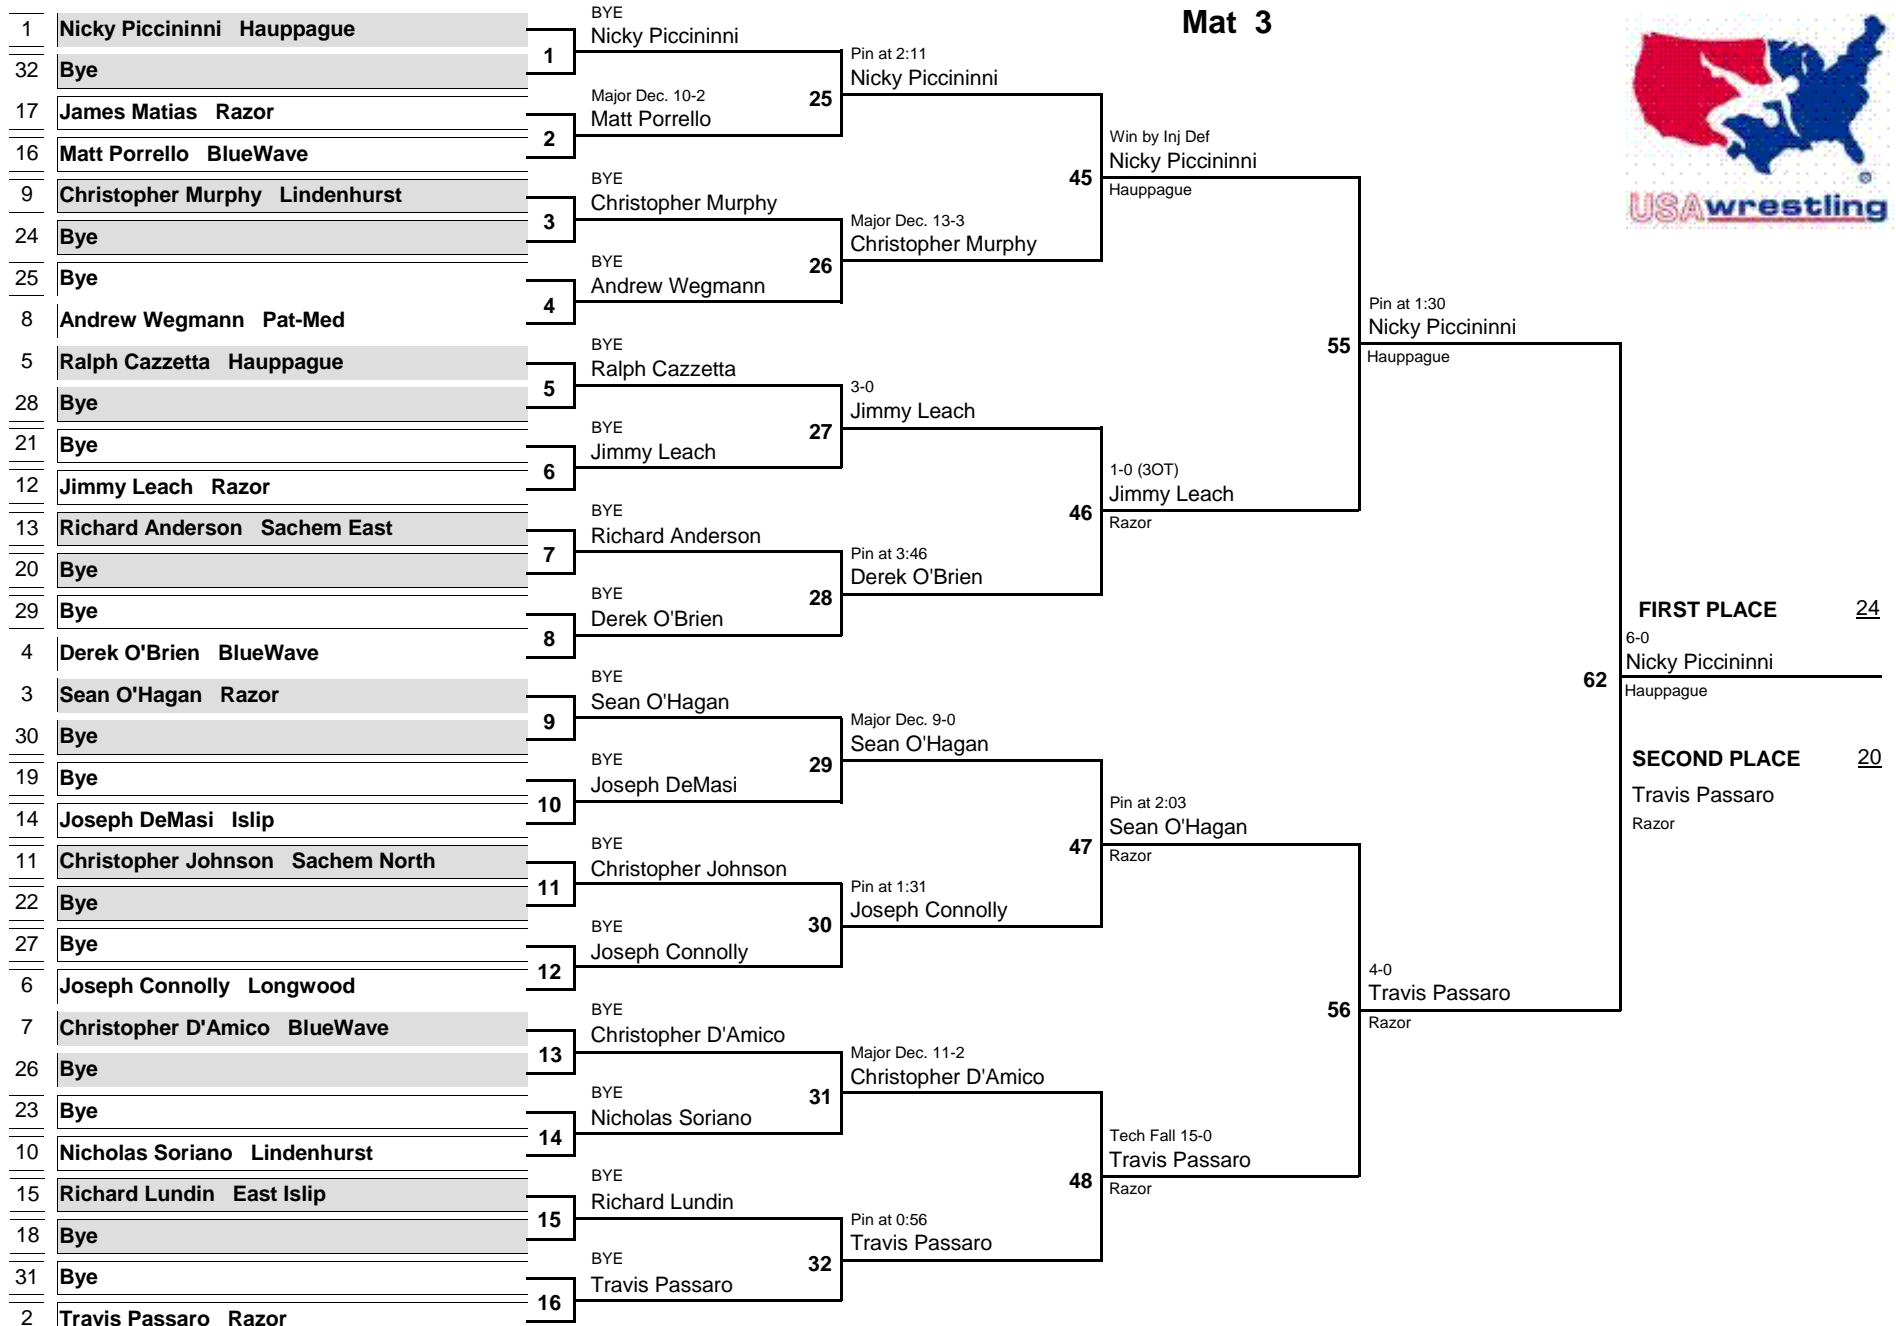 Mat 3
USAwrestling
®
1 Nicky Piccininni Hauppague
32 Bye
17 James Matias Razor
16 Matt Porrello BlueWave
9 Christopher Murphy Lindenhurst
24 Bye
25 Bye
8 Andrew Wegmann Pat-Med
5 Ralph Cazzetta Hauppague
28 Bye
21 Bye
12 Jimmy Leach Razor
13 Richard Anderson Sachem East
20 Bye
29 Bye
4 Derek O'Brien BlueWave
3 Sean O'Hagan Razor
30 Bye
19 Bye
14 Joseph DeMasi Islip
11 Christopher Johnson Sachem North
22 Bye
27 Bye
6 Joseph Connolly Longwood
7 Christopher D'Amico BlueWave
26 Bye
23 Bye
10 Nicholas Soriano Lindenhurst
15 Richard Lundin East Islip
18 Bye
31 Bye
2 Travis Passaro Razor
1
2
3
4
5
6
7
8
9
10
11
12
13
14
15
16
BYE
Nicky Piccininni
Major Dec. 10-2
Matt Porrello
BYE
Christopher Murphy
BYE
Andrew Wegmann
BYE
Ralph Cazzetta
BYE
Jimmy Leach
BYE
Richard Anderson
BYE
Derek O'Brien
BYE
Sean O'Hagan
BYE
Joseph DeMasi
BYE
Christopher Johnson
BYE
Joseph Connolly
BYE
Christopher D'Amico
BYE
Nicholas Soriano
BYE
Richard Lundin
BYE
Travis Passaro
25
26
27
28
29
30
31
32
Pin at 2:11
Nicky Piccininni
Major Dec. 13-3
Christopher Murphy
3-0
Jimmy Leach
Pin at 3:46
Derek O'Brien
Major Dec. 9-0
Sean O'Hagan
Pin at 1:31
Joseph Connolly
Major Dec. 11-2
Christopher D'Amico
Pin at 0:56
Travis Passaro
45
46
47
48
Win by Inj Def
Nicky Piccininni
Hauppague
1-0 (3OT)
Jimmy Leach
Razor
Pin at 2:03
Sean O'Hagan
Razor
Tech Fall 15-0
Travis Passaro
Razor
55
56
Pin at 1:30
Nicky Piccininni
Hauppague
4-0
Travis Passaro
Razor
62
FIRST PLACE 24
6-0
Nicky Piccininni
Hauppague
SECOND PLACE 20
Travis Passaro
Razor